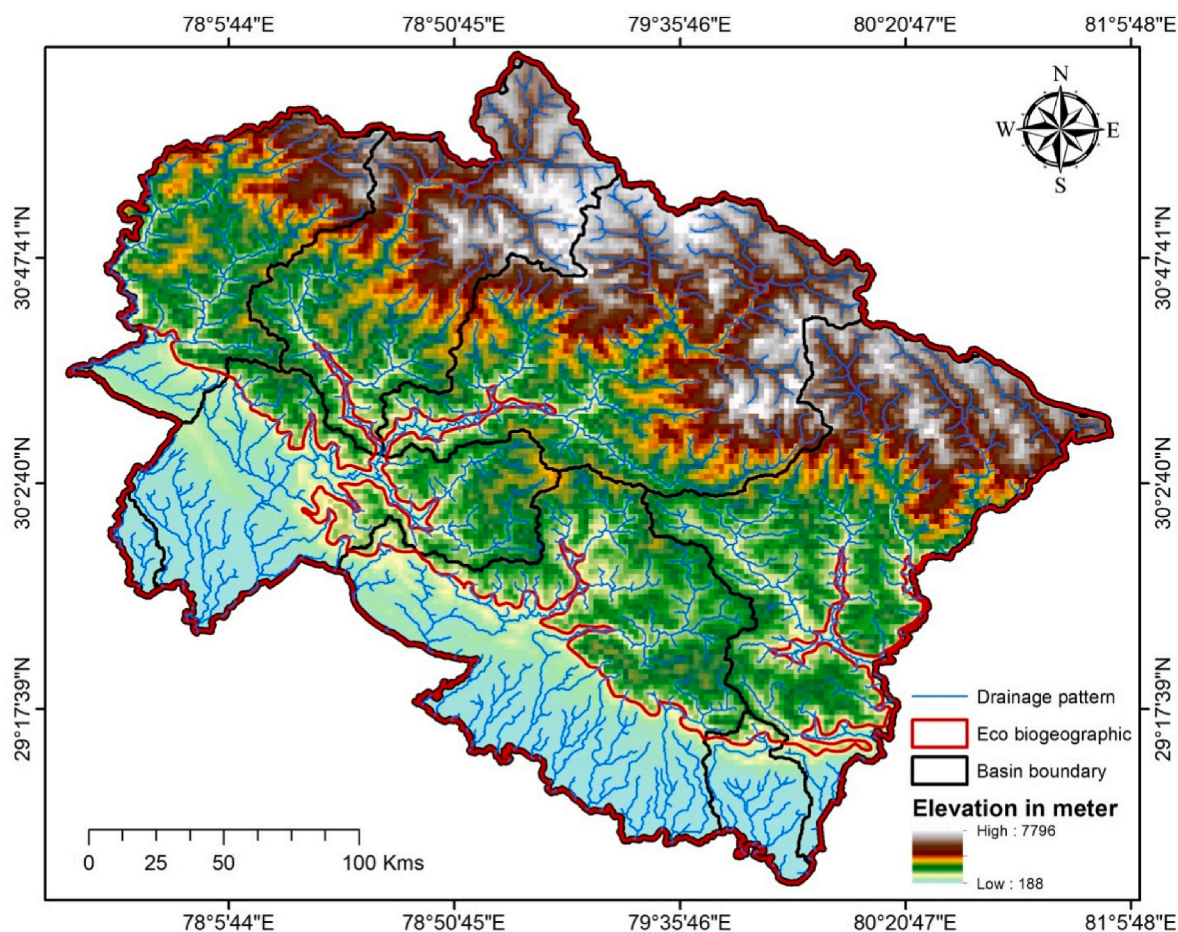 78°5'44"E 78°50'45"E 79°35'46"E 80°20'47"E 81°5'48"E
N
W E
S
30°47'41"N 30°47'41"N
30°2'40"N 30°2'40"N
29°17'39"N 29°17'39"N
Drainage pattern
Eco biogeographic
Basin boundary
Elevation in meter
High : 7796
Low : 188
0 25 50 100 Kms
78°5'44"E 78°50'45"E 79°35'46"E 80°20'47"E 81°5'48"E